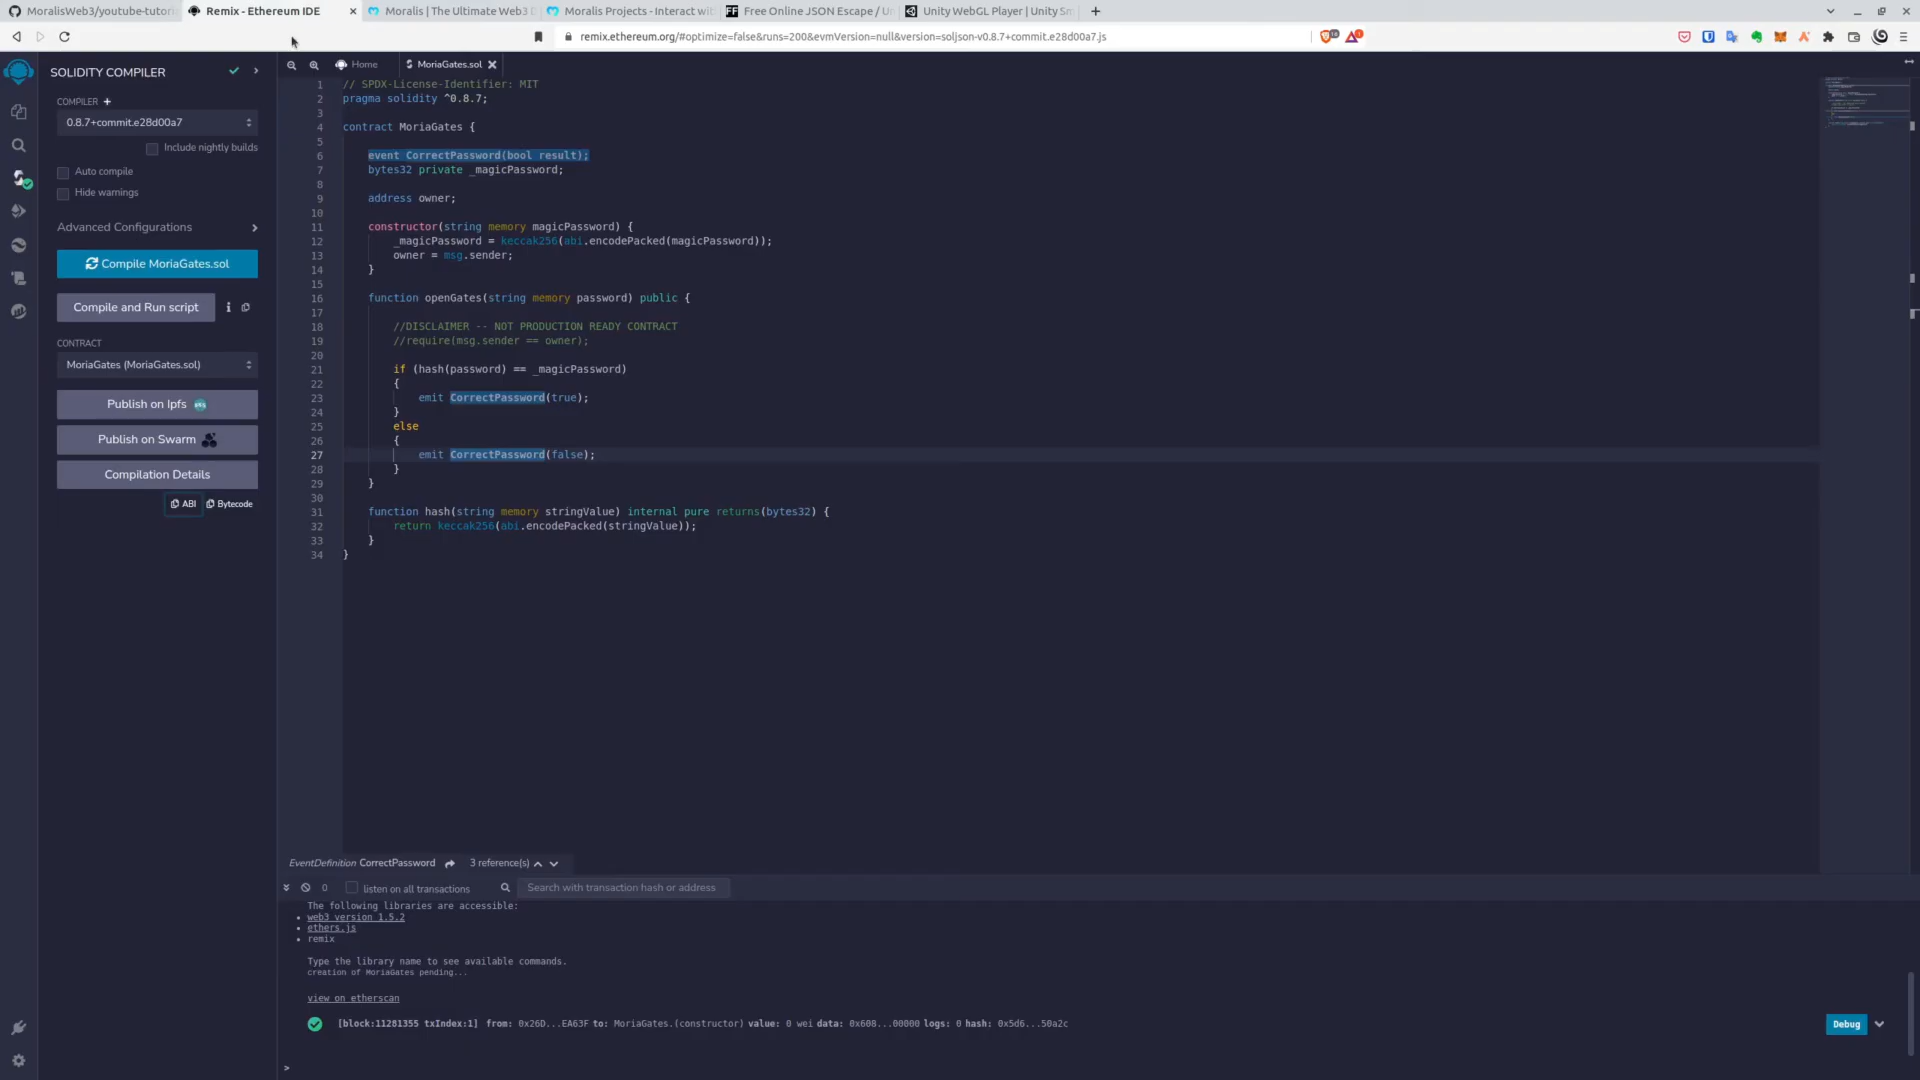 MoralisWeb3/youtube-tutori
Remix - Ethereum IDE
Moralis | The Ultimate Web3 D
Moralis Projects - Interact wit
Free Online JSON Escape / Un
Unity WebGL Player | Unity Sm
remix.ethereum.org/#optimize=false&runs=200&evmVersion=null&version=soljson-v0.8.7+commit.e28d00a7.js
SOLIDITY COMPILER
COMPILER +
0.8.7+commit.e28d00a7
Include nightly builds
Auto compile
Hide warnings
Advanced Configurations
Compile MoriaGates.sol
Compile and Run script
CONTRACT
MoriaGates (MoriaGates.sol)
Publish on Ipfs
Publish on Swarm
Compilation Details
ABI Bytecode
Home MoriaGates.sol
1 // SPDX-License-Identifier: MIT
2 pragma solidity ^0.8.7;
3
4 contract MoriaGates {
5
6 event CorrectPassword(bool result);
7 bytes32 private _magicPassword;
8
9 address owner;
10
11 constructor(string memory magicPassword) {
12 _magicPassword = keccak256(abi.encodePacked(magicPassword));
13 owner = msg.sender;
14 }
15
16 function openGates(string memory password) public {
17
18 //DISCLAIMER -- NOT PRODUCTION READY CONTRACT
19 //require(msg.sender == owner);
20
21 if (hash(password) == _magicPassword)
22 {
23 emit CorrectPassword(true);
24 }
25 else
26 {
27 emit CorrectPassword(false);
28 }
29 }
30
31 function hash(string memory stringValue) internal pure returns(bytes32) {
32 return keccak256(abi.encodePacked(stringValue));
33 }
34 }
EventDefinition CorrectPassword 3 reference(s)
0 listen on all transactions Search with transaction hash or address
The following libraries are accessible:
• web3 version 1.5.2
• ethers.js
• remix
Type the library name to see available commands.
creation of MoriaGates pending...
view on etherscan
[block:11281355 txIndex:1] from: 0x26D...EA63F to: MoriaGates.(constructor) value: 0 wei data: 0x608...00000 logs: 0 hash: 0x5d6...50a2c
Debug
>